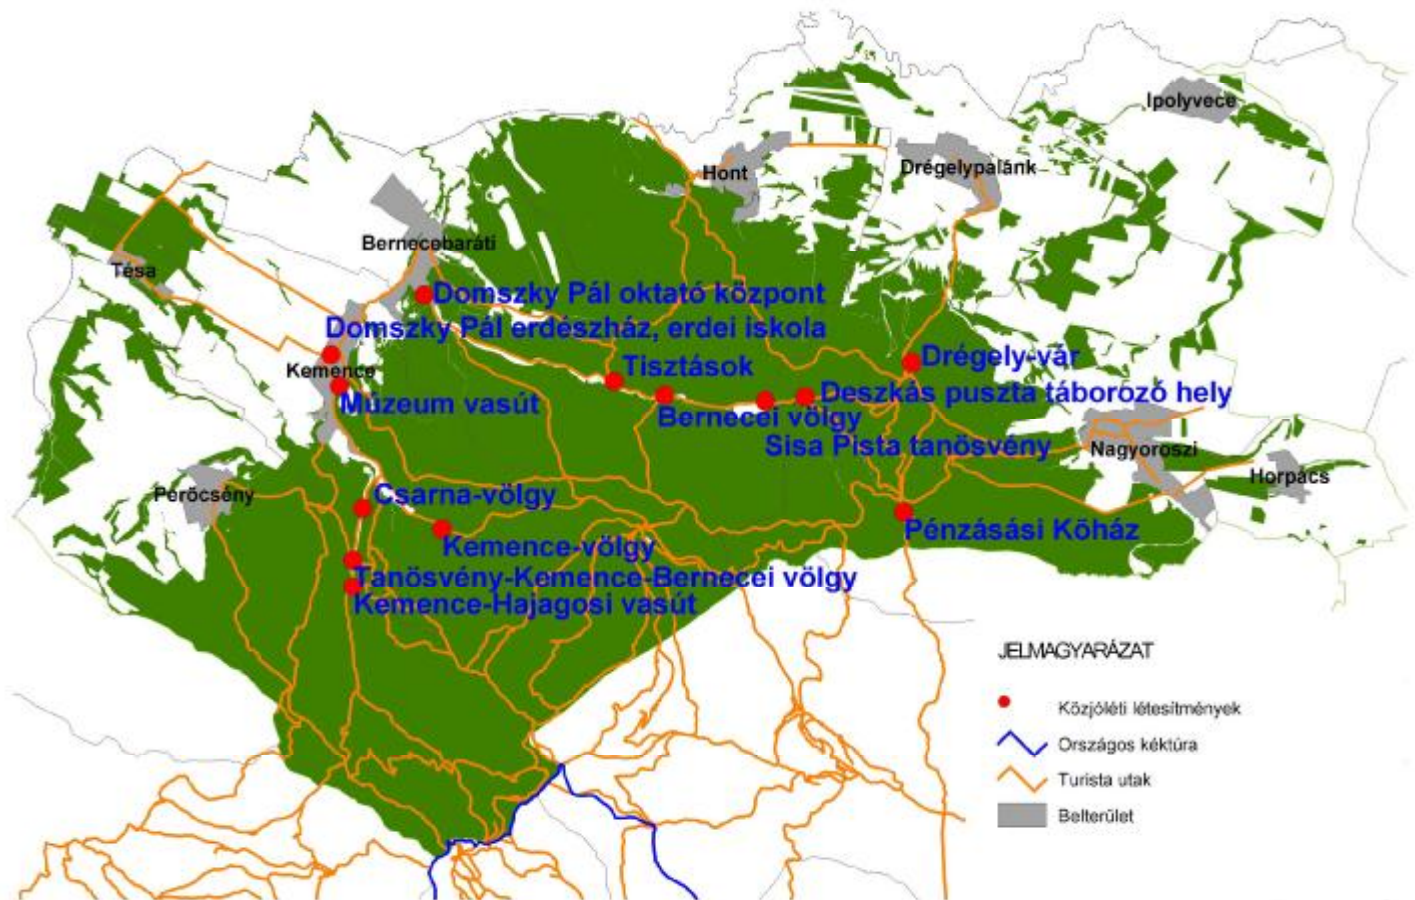 Ipolyvece
Hont
Drégelypalánk
Bernecebaráti
Tésa
Domszky Pál oktató központ
Domszky Pál erdészház, erdei iskola
Drégely-vár
Tisztások
Kemence
Deszkás puszta táborozó hely
Múzeum vasút
Bernecei völgy
Sisa Pista tanösvény
Nagyoroszi
Horpács
Perőcsény
Csarna-völgy
Pénzásási Kőház
Kemence-völgy
Tanösvény-Kemence-Bernecei völgy
Kemence-Hajagosi vasút
JELMAGYARÁZAT
Közjóléti létesítmények
Országos kéktúra
Turista utak
Belterület